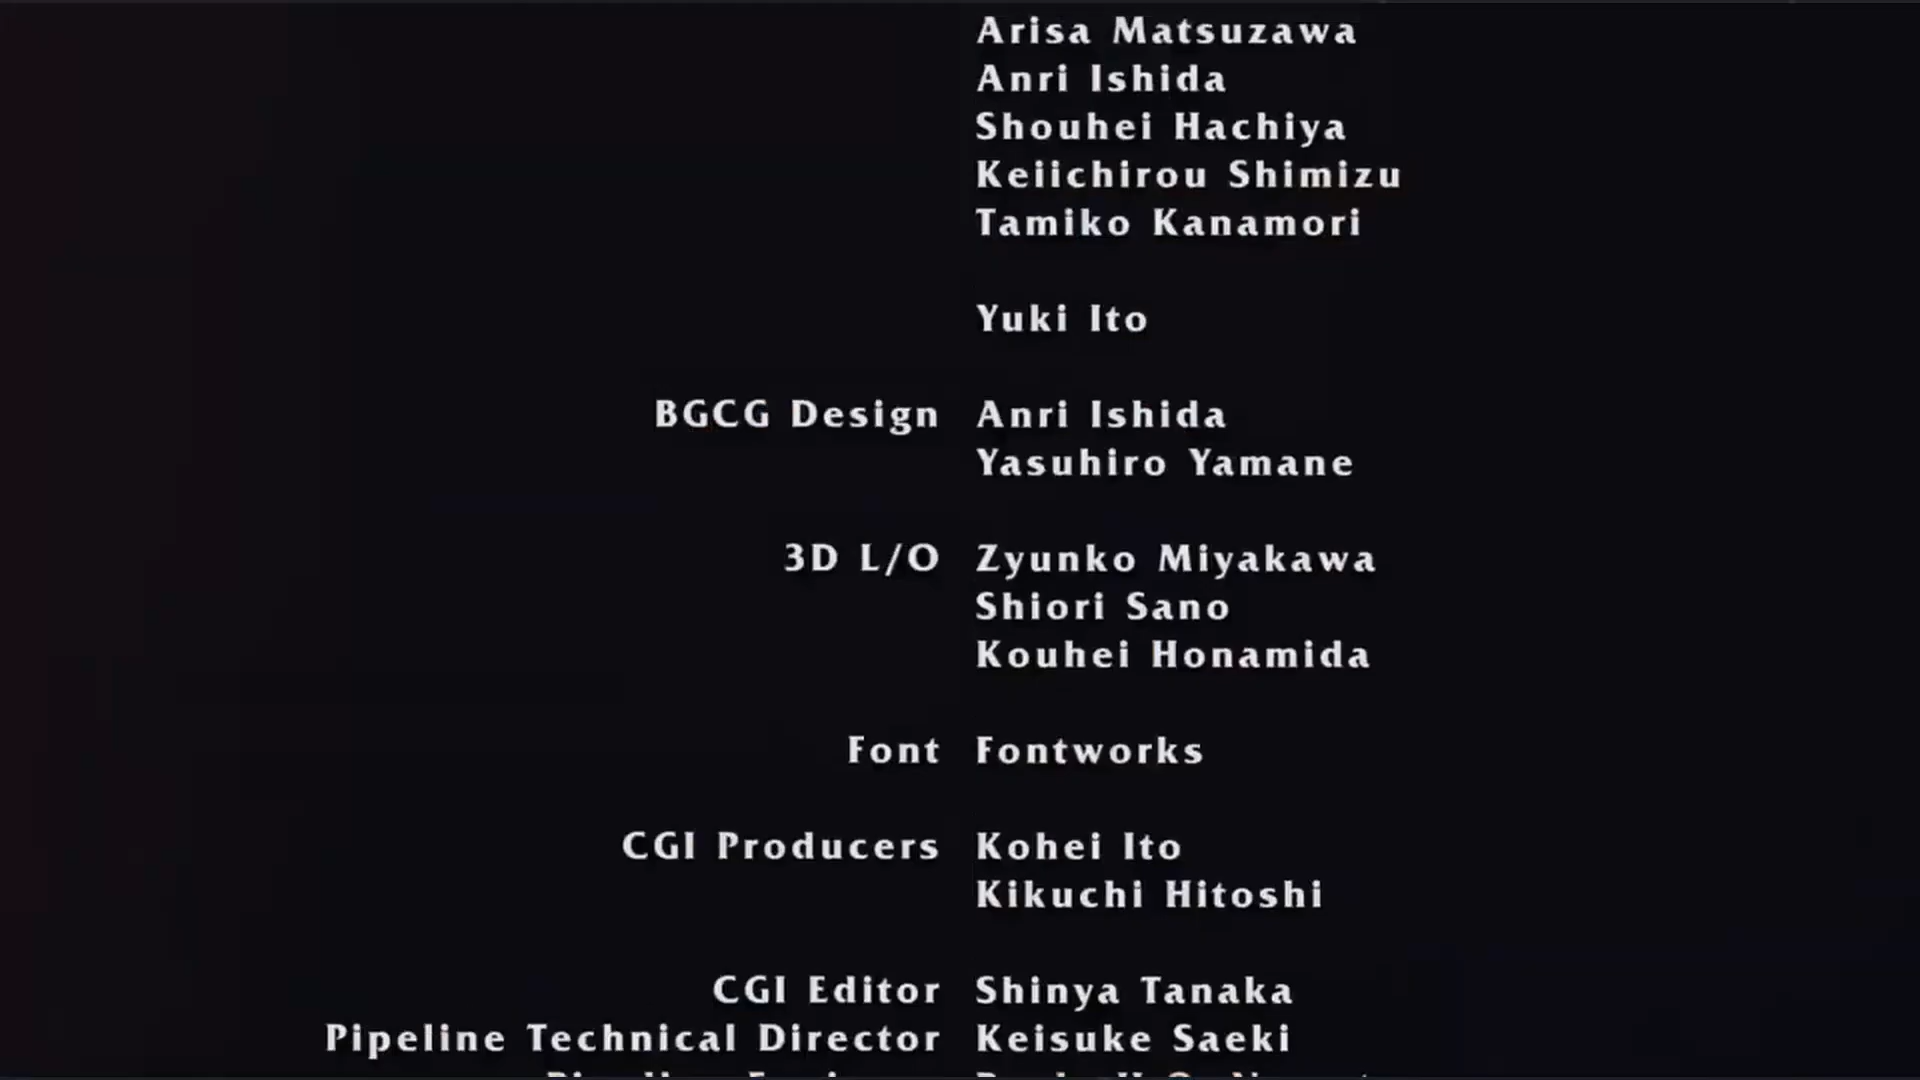 Arisa Matsuzawa
Anri Ishida
Shouhei Hachiya
Keiichirou Shimizu
Tamiko Kanamori
Yuki Ito
BGCG Design Anri Ishida
Yasuhiro Yamane
3D L/O Zyunko Miyakawa
Shiori Sano
Kouhei Honamida
Font Fontworks
CGI Producers Kohei Ito
Kikuchi Hitoshi
CGI Editor Shinya Tanaka
Pipeline Technical Director Keisuke Saeki